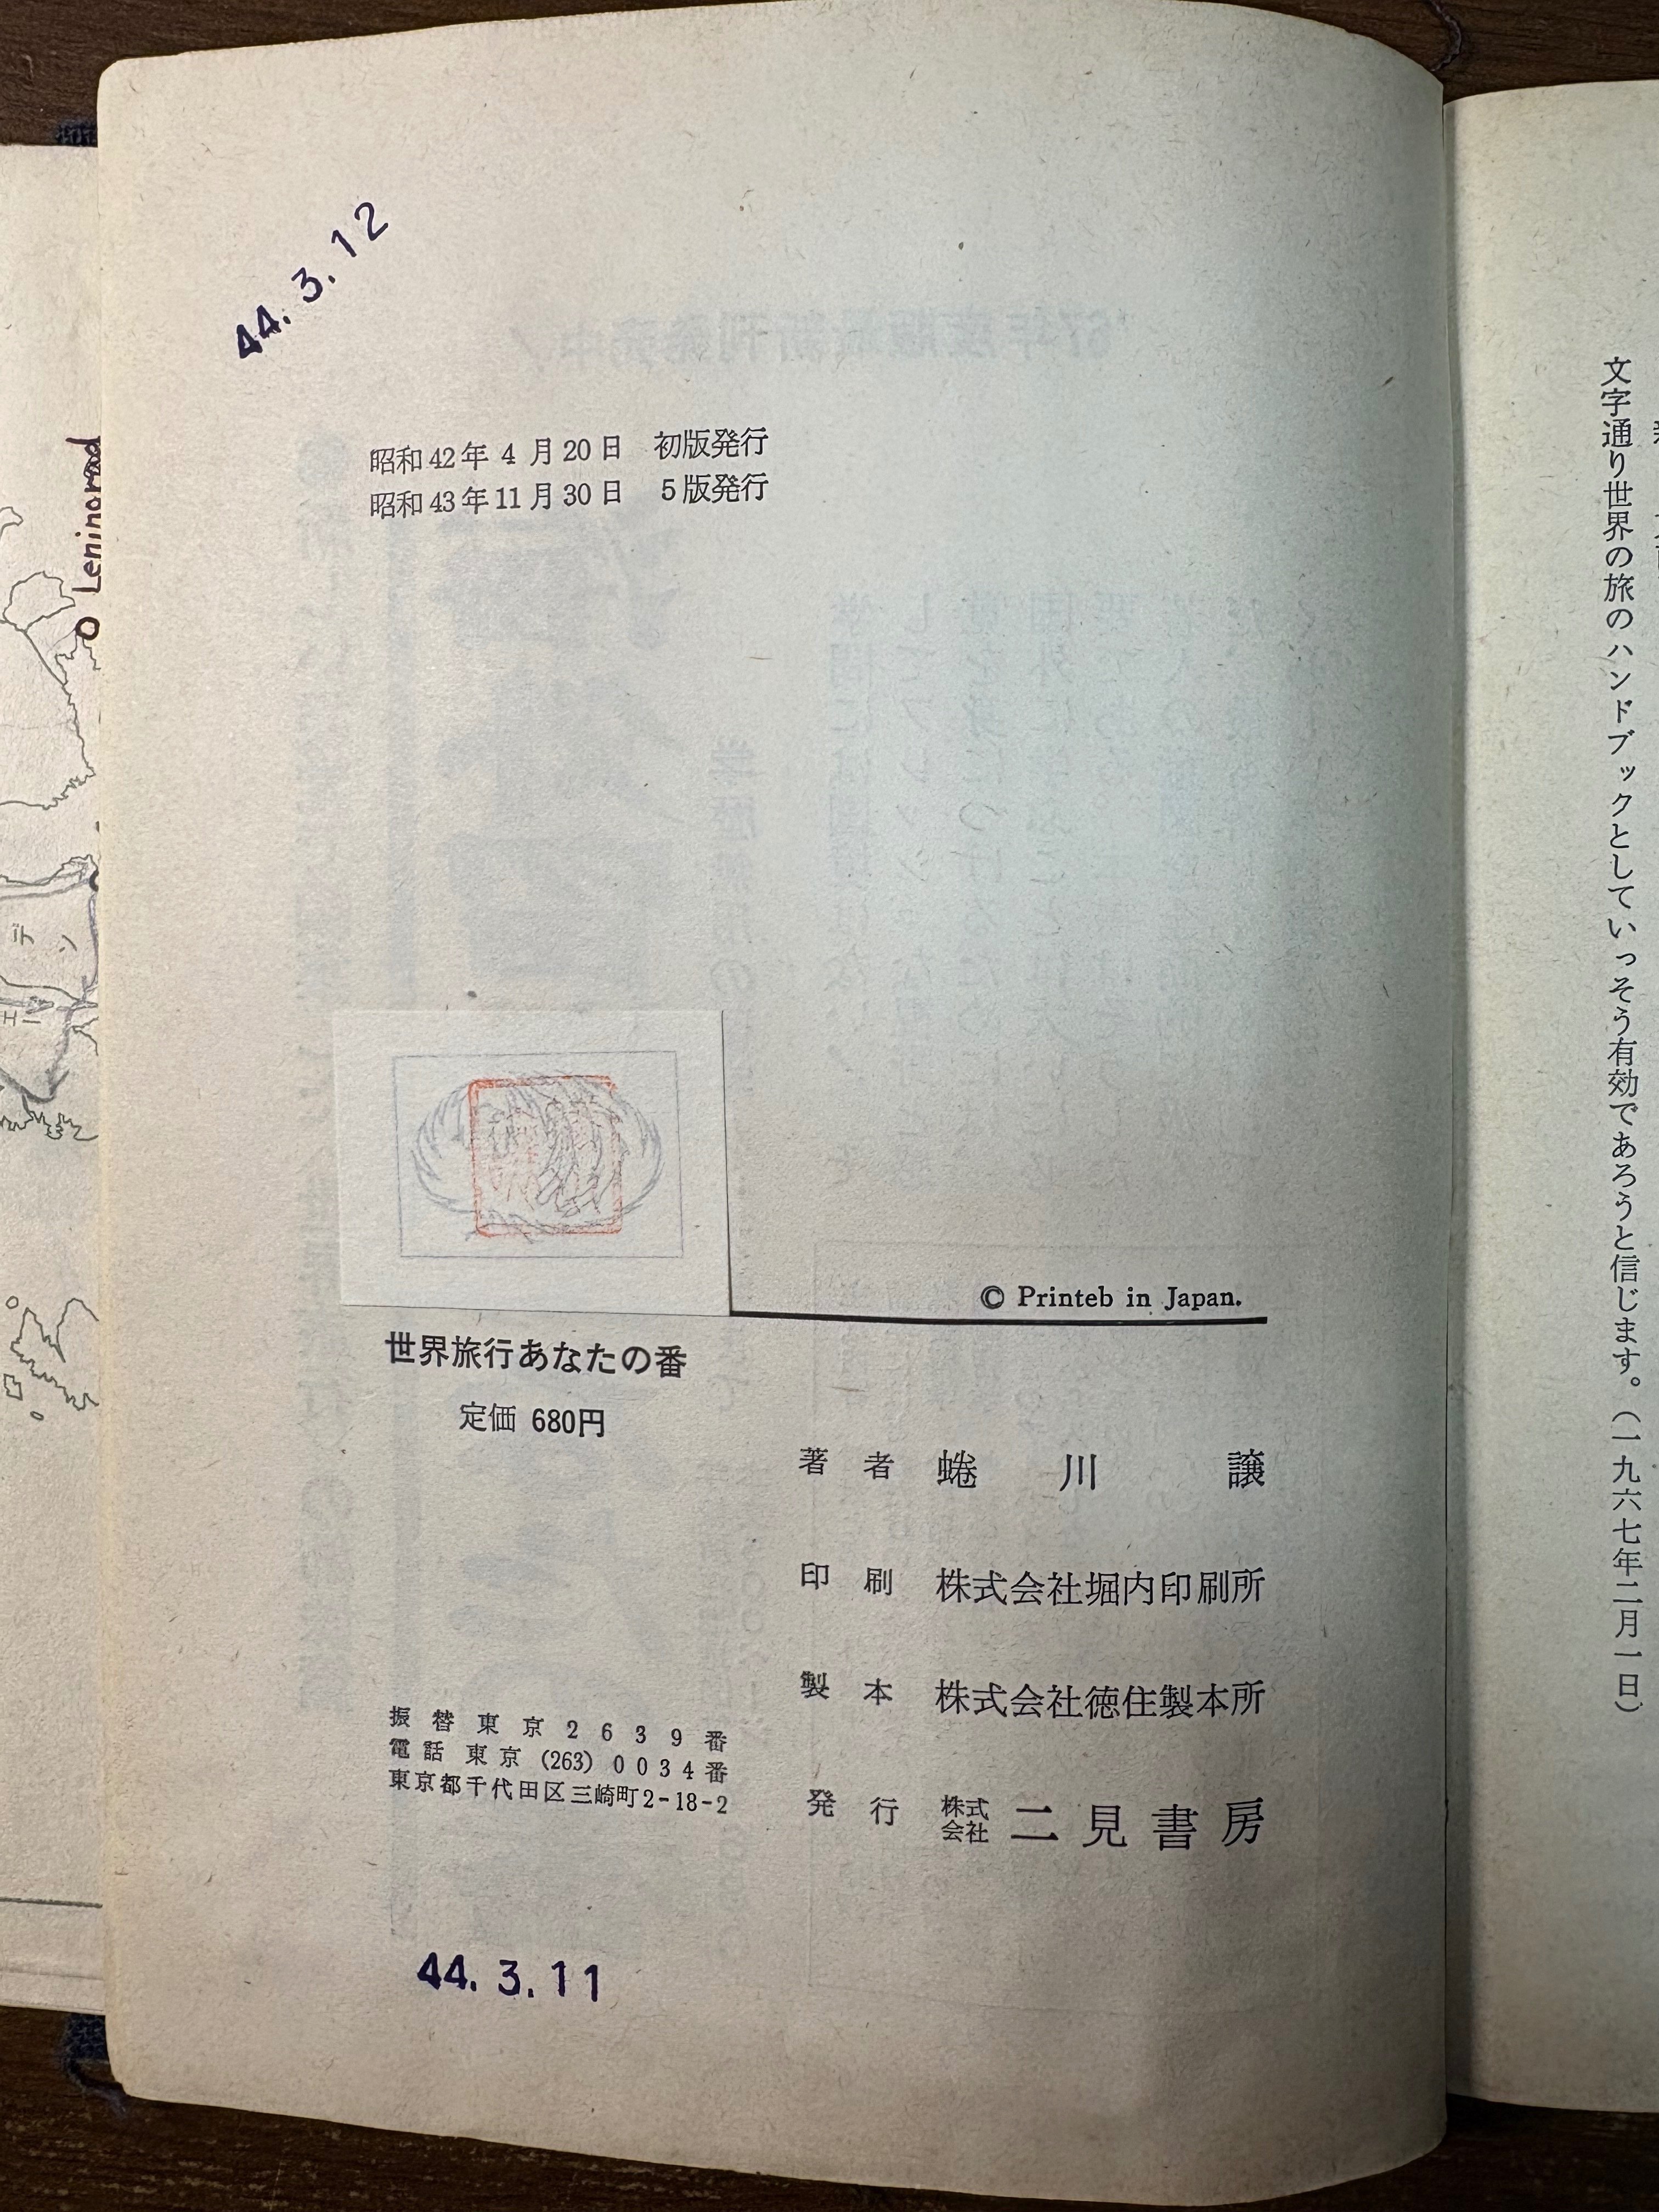 44.3.12
昭和42年4月20日 初版発行
昭和43年11月30日 5版発行
© Printeb in Japan.
世界旅行あなたの番
定価 680円
著者 蜷川 譲
印刷 株式会社堀内印刷所
製本 株式会社徳住製本所
発行 株式会社 二見書房
振替東京2639番
電話東京(263)0034番
東京都千代田区三崎町2-18-2
44.3.11
文字通り世界の旅のハンドブックとしていっそう有効であろうと信じます。(一九六七年二月一日)
Leninorad
デン